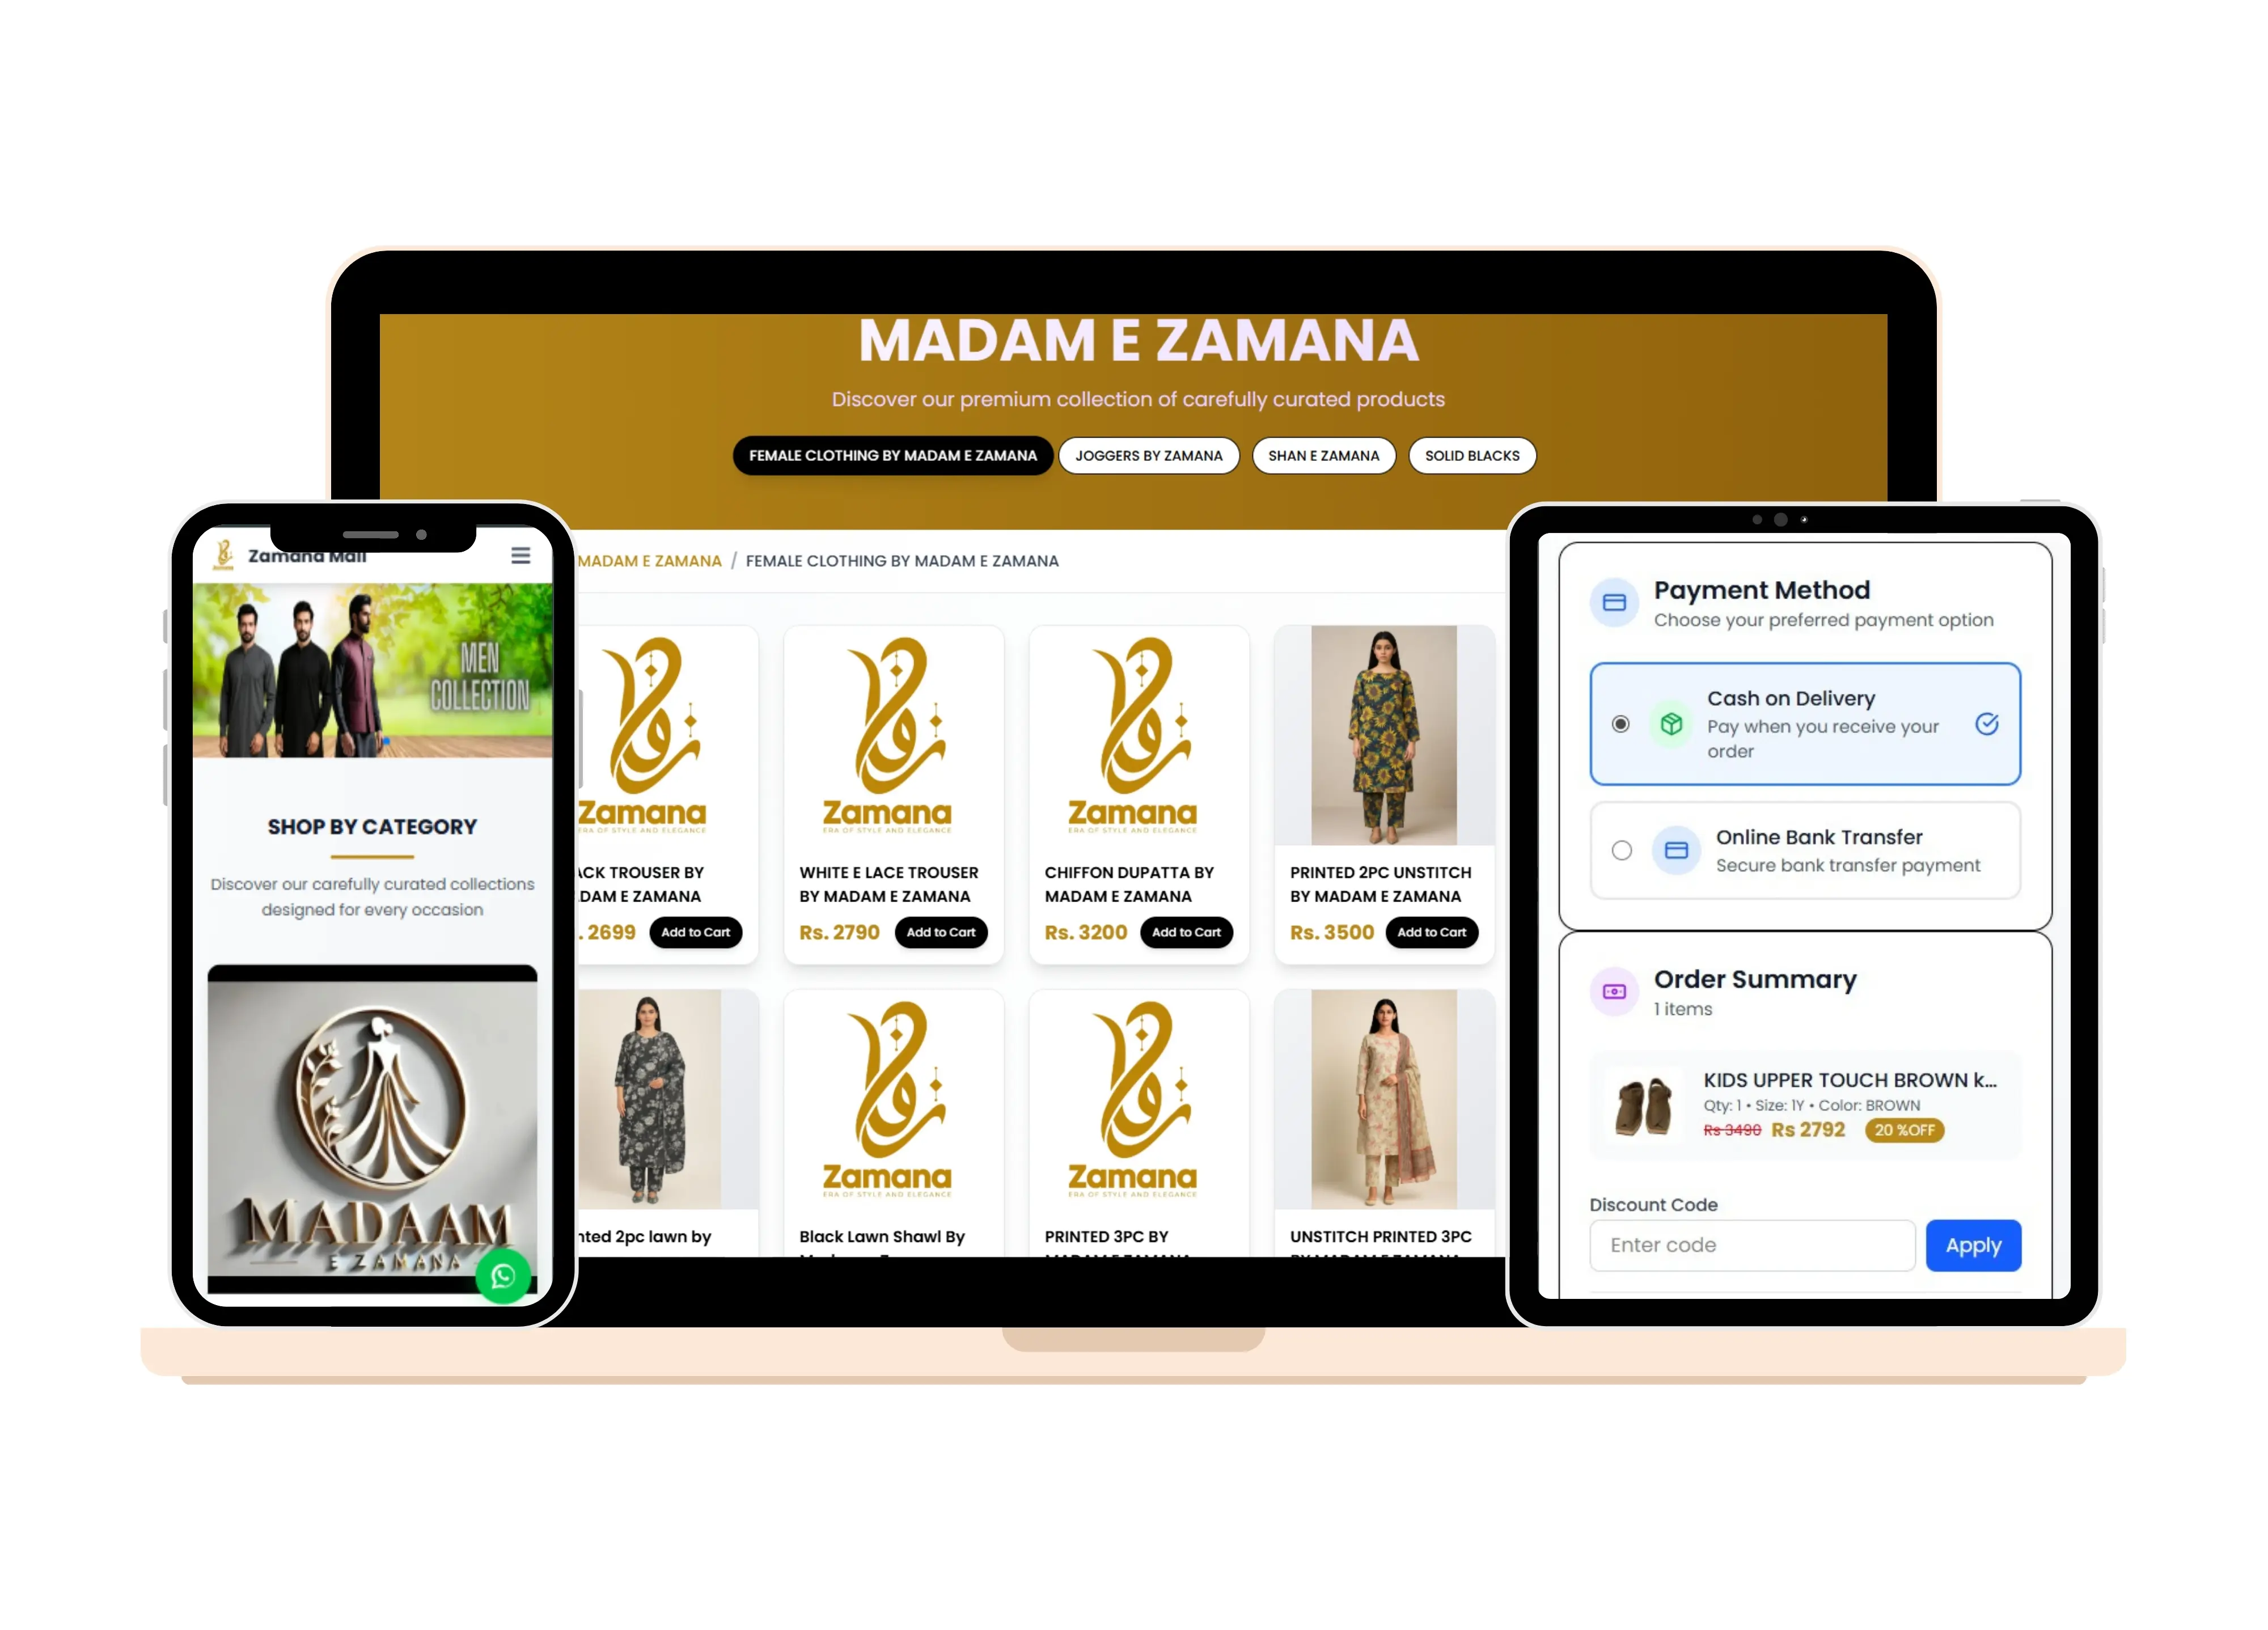 MADAM E ZAMANA
Discover our premium collection of carefully curated products
FEMALE CLOTHING BY MADAM E ZAMANA
JOGGERS BY ZAMANA
SHAN E ZAMANA
SOLID BLACKS
MADAM E ZAMANA / FEMALE CLOTHING BY MADAM E ZAMANA
Zamana
ERA OF STYLE AND ELEGANCE
TROUSER BY
E ZAMANA
2699
Add to Cart
Zamana
ERA OF STYLE AND ELEGANCE
WHITE E LACE TROUSER
BY MADAM E ZAMANA
Rs. 2790
Add to Cart
Zamana
ERA OF STYLE AND ELEGANCE
CHIFFON DUPATTA BY
MADAM E ZAMANA
Rs. 3200
Add to Cart
PRINTED 2PC UNSTITCH
BY MADAM E ZAMANA
Rs. 3500
Add to Cart
2pc lawn by
Zamana
ERA OF STYLE AND ELEGANCE
Black Lawn Shawl By
Zamana
ERA OF STYLE AND ELEGANCE
PRINTED 3PC BY
UNSTITCH PRINTED 3PC
Zamana Mall
MEN
COLLECTION
SHOP BY CATEGORY
Discover our carefully curated collections
designed for every occasion
MADAAM
E ZAMANA
Payment Method
Choose your preferred payment option
Cash on Delivery
Pay when you receive your
order
Online Bank Transfer
Secure bank transfer payment
Order Summary
1 items
KIDS UPPER TOUCH BROWN k...
Qty: 1 • Size: 1Y • Color: BROWN
Rs 3490 Rs 2792 20 %OFF
Discount Code
Enter code
Apply